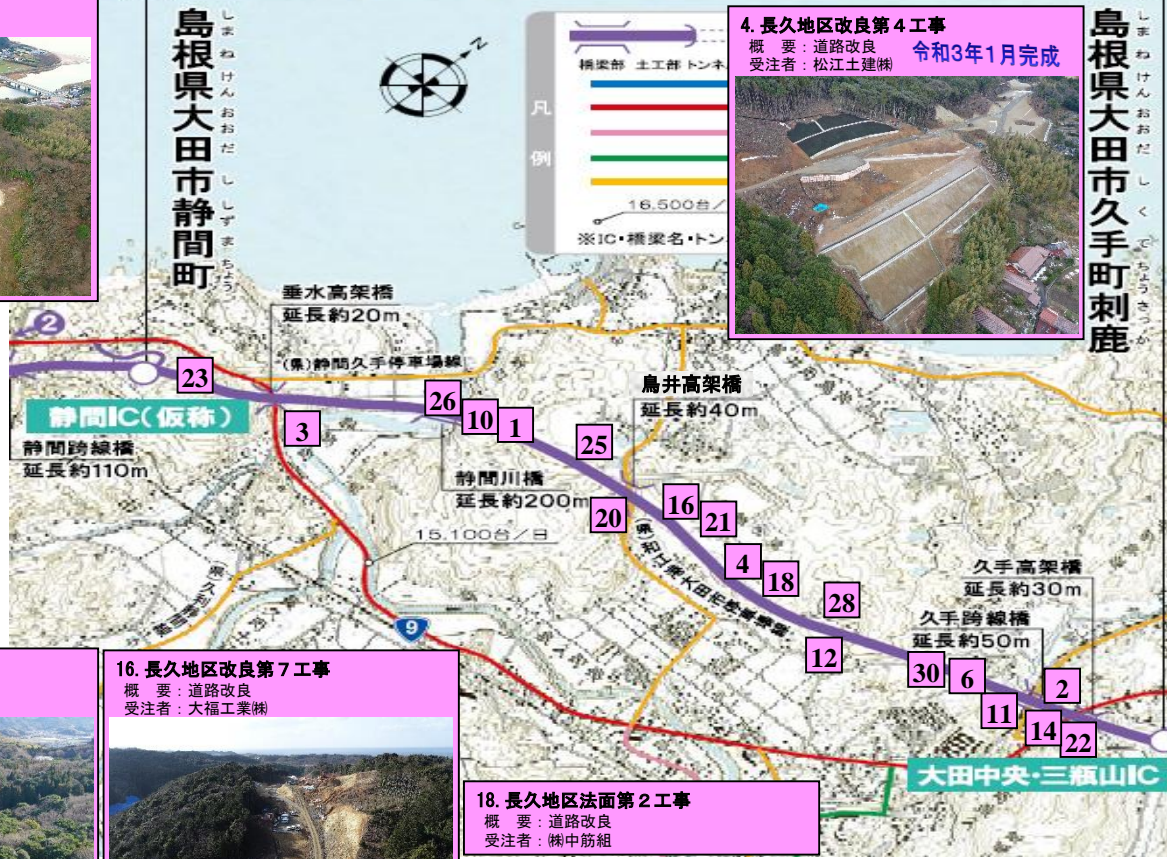 島根県大田市静間町
しまねけんおおだししずまちょう
Z
橋梁部 土工部 トンネル
凡例
16,500台/
※IC・橋梁名・トン
4. 長久地区改良第4工事
概 要:道路改良
受注者:松江土建㈱
令和3年1月完成
島根県大田市久手町刺鹿
しまねけんおおだしくてちょうさつか
垂水高架橋
延長約20m
(県)静間久手停車場線
2
23
26
10
1
静間IC(仮称)
3
静間跨線橋
延長約110m
静間川橋
延長約200m
鳥井高架橋
延長約40m
25
16
20
21
15,100台/日
4
18
28
12
久手高架橋
延長約30m
久手跨線橋
延長約50m
30
6
2
11
14
22
9
大田中央・三瓶山IC
16. 長久地区改良第7工事
概 要:道路改良
受注者:大福工業㈱
18. 長久地区法面第2工事
概 要:道路改良
受注者:㈱中筋組